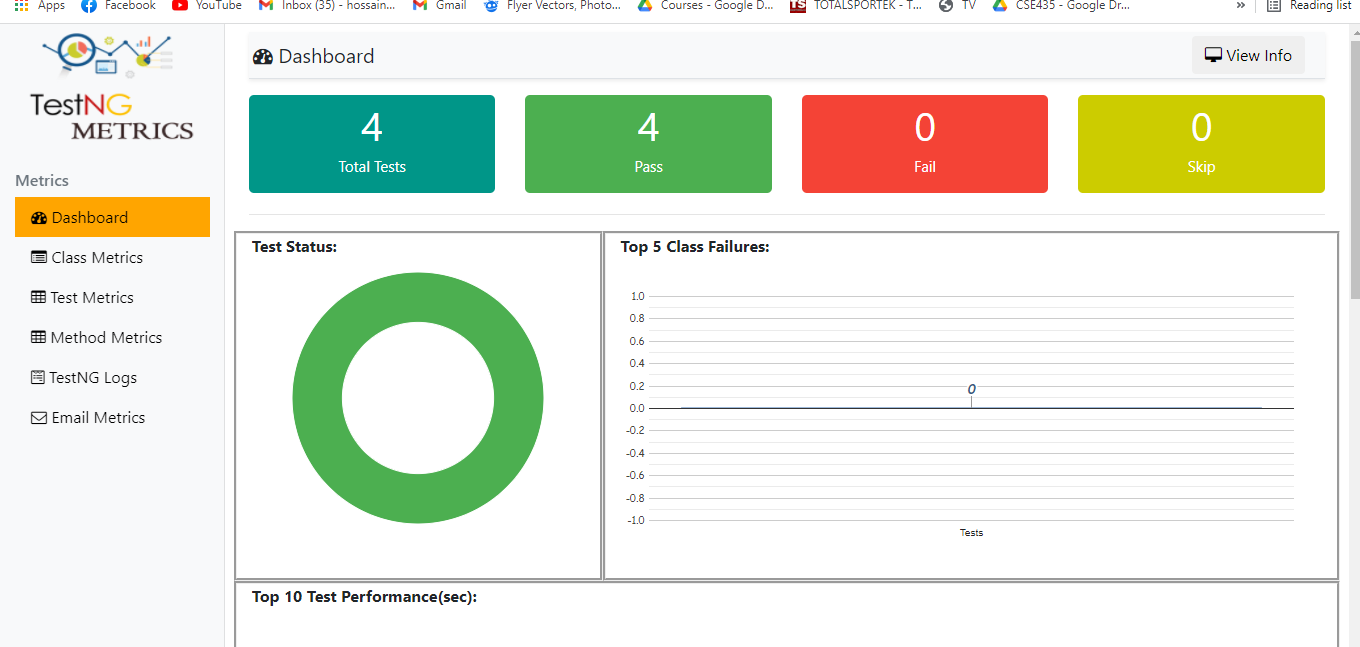 Apps Facebook YouTube Inbox (35) - hossain... Gmail Flyer Vectors, Photo... Courses - Google D... TS TOTALSPORTEK - T... TV CSE435 - Google Dr... » Reading list
TestNG
METRICS
Metrics
Dashboard
Class Metrics
Test Metrics
Method Metrics
TestNG Logs
Email Metrics
Dashboard
View Info
4
Total Tests
4
Pass
0
Fail
0
Skip
Test Status:
Top 5 Class Failures:
1.0
0.8
0.6
0.4
0.2
0.0
-0.2
-0.4
-0.6
-0.8
-1.0
0
Tests
Top 10 Test Performance(sec):